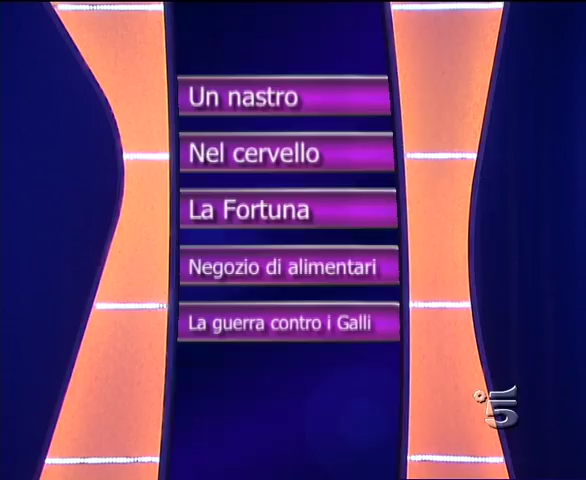 Un nastro
Nel cervello
La Fortuna
Negozio di alimentari
La guerra contro i Galli
5